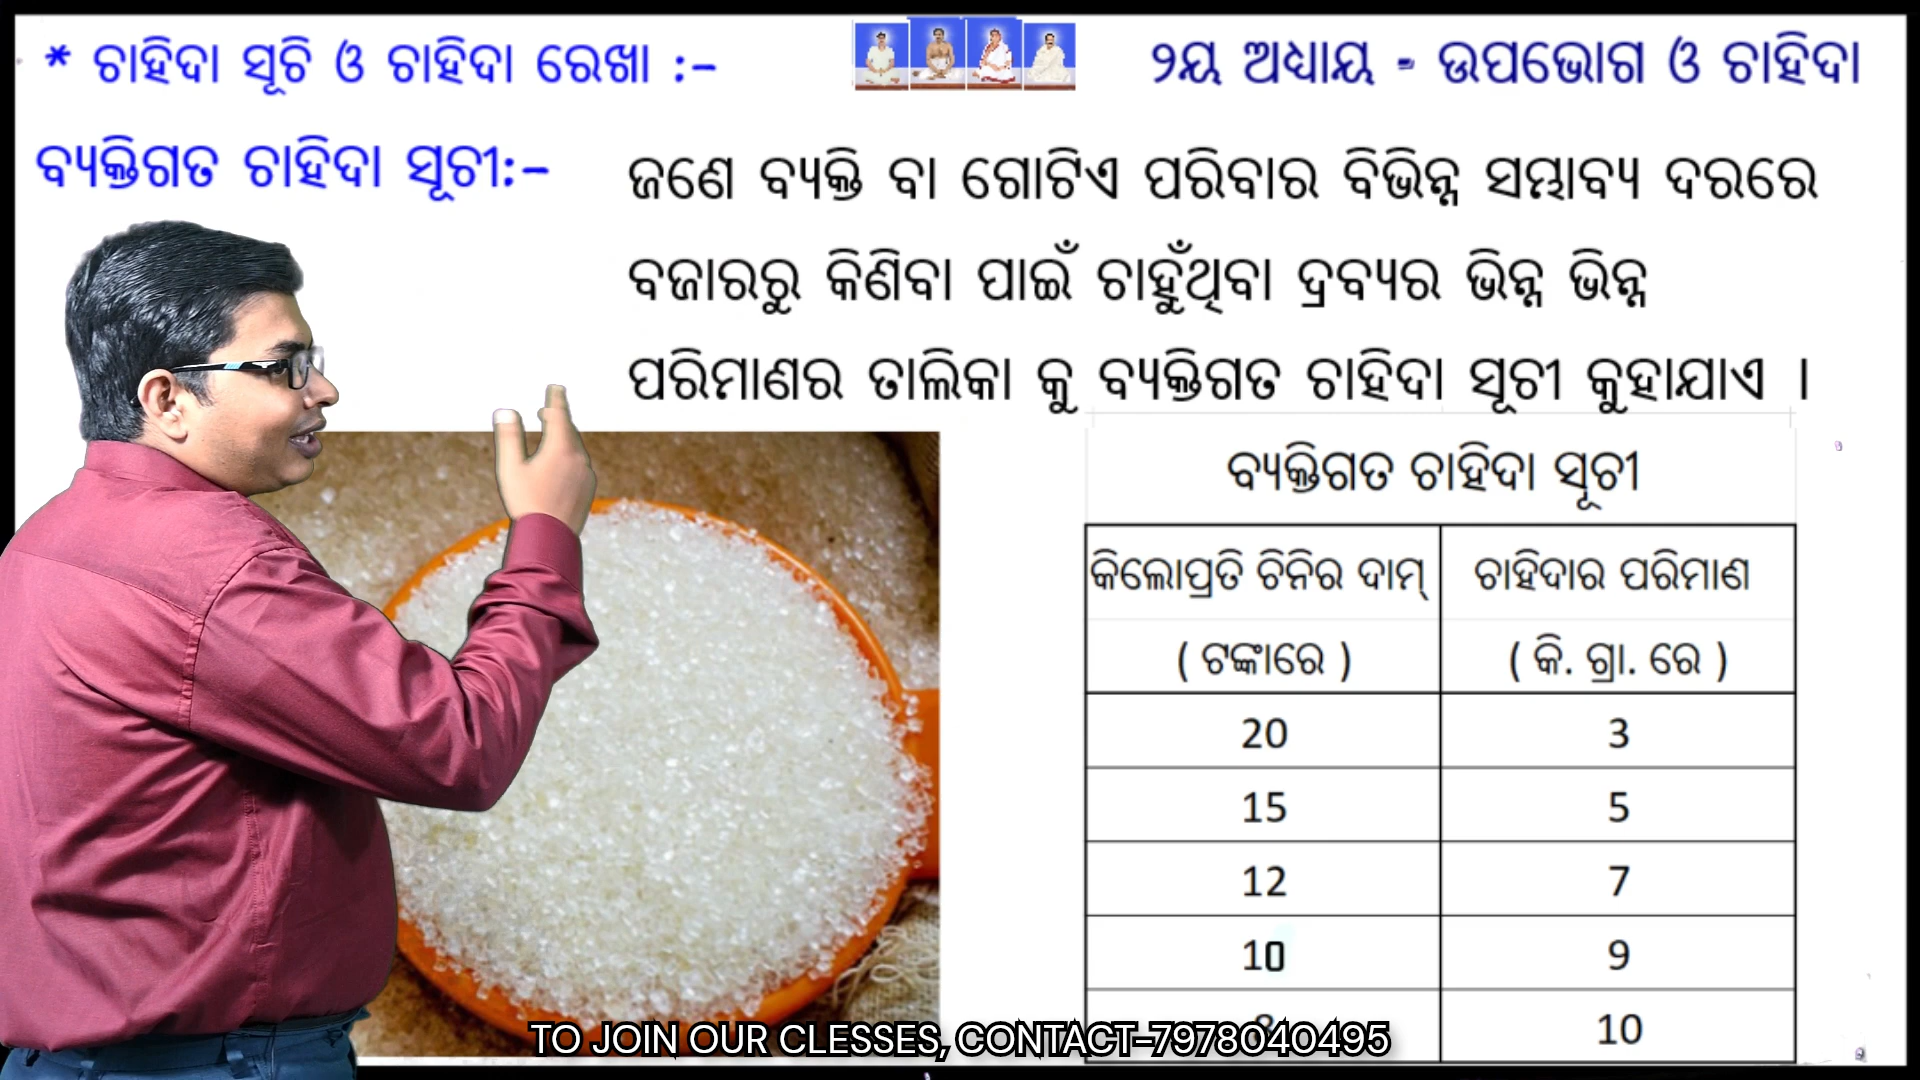 * ଚାହିଦା ସୂଚି ଓ ଚାହିଦା ରେଖା :-
୨ୟ ଅଧ୍ୟାୟ - ଉପଭୋଗ ଓ ଚାହିଦା
ବ୍ୟକ୍ତିଗତ ଚାହିଦା ସୂଚୀ:-
ଜଣେ ବ୍ୟକ୍ତି ବା ଗୋଟିଏ ପରିବାର ବିଭିନ୍ନ ସମ୍ଭାବ୍ୟ ଦରରେ
ବଜାରରୁ କିଣିବା ପାଇଁ ଚାହୁଁଥିବା ଦ୍ରବ୍ୟର ଭିନ୍ନ ଭିନ୍ନ
ପରିମାଣର ତାଲିକା କୁ ବ୍ୟକ୍ତିଗତ ଚାହିଦା ସୂଚୀ କୁହାଯାଏ ।
ବ୍ୟକ୍ତିଗତ ଚାହିଦା ସୂଚୀ
କିଲୋପ୍ରତି ଚିନିର ଦାମ୍ ଚାହିଦାର ପରିମାଣ
( ଟଙ୍କାରେ ) ( କି. ଗ୍ରା. ରେ )
20 3
15 5
12 7
10 9
8 10
TO JOIN OUR CLESSES, CONTACT-7978040495